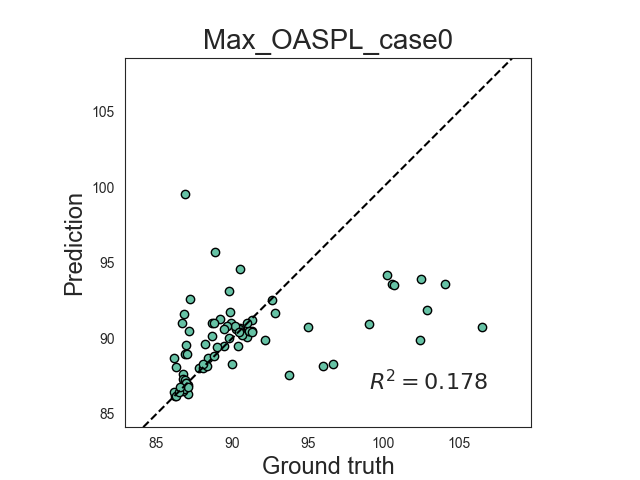 Max_OASPL_case0
Prediction
105
100
95
90
85
R² = 0.178
85 90 95 100 105
Ground truth